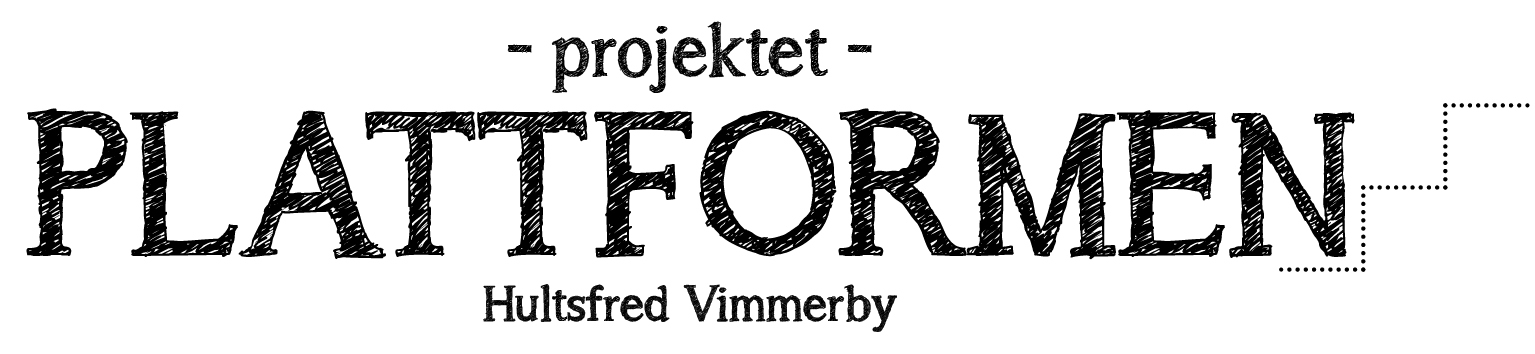 - projektet -
PLATTFORMEN
Hultsfred Vimmerby